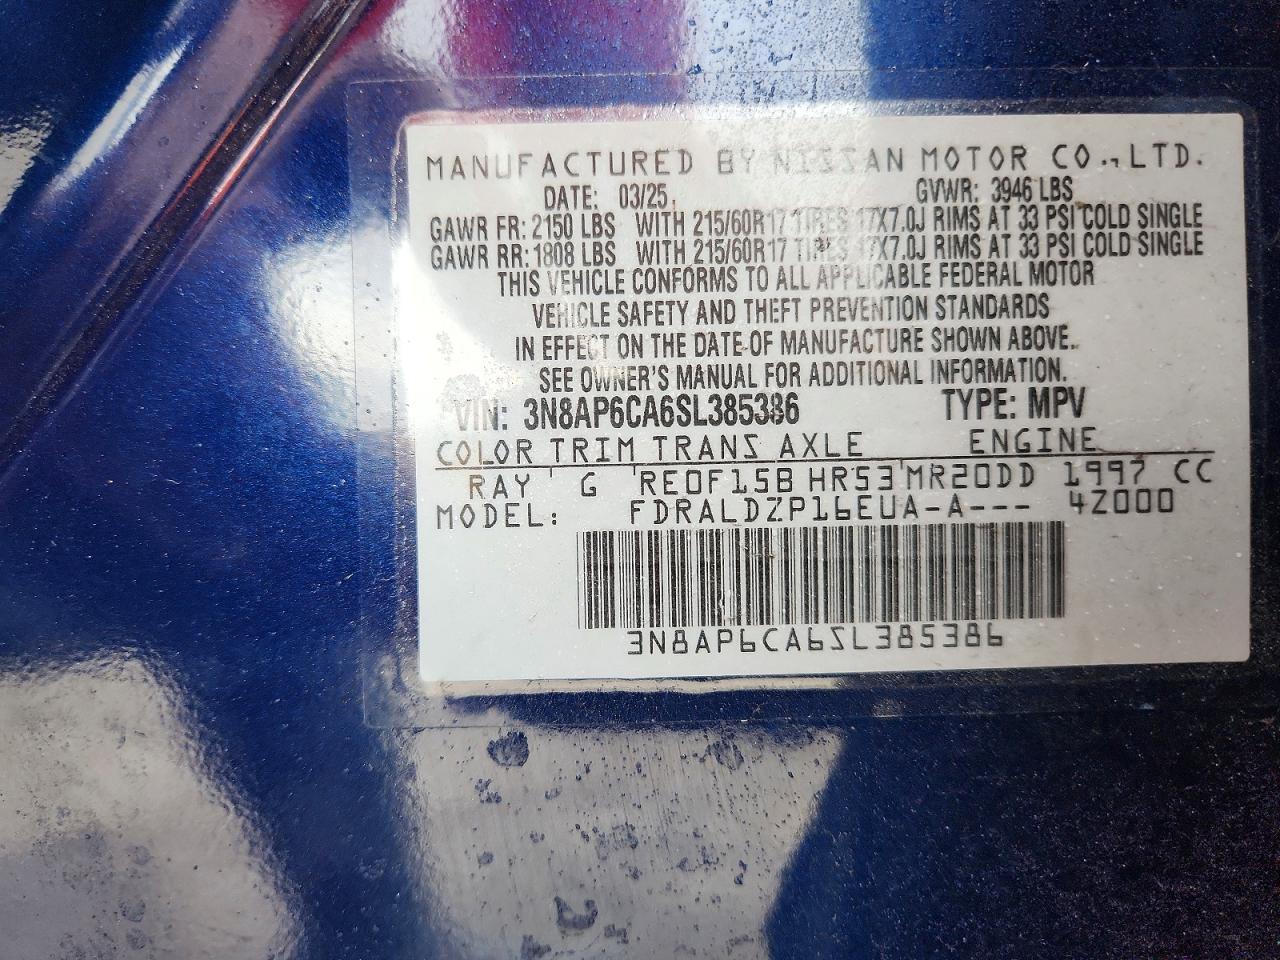 MANUFACTURED BY NISSAN MOTOR CO., LTD.
DATE: 03/25 GVWR: 3946 LBS
GAWR FR: 2150 LBS WITH 215/60R17 TIRES 17X7.0J RIMS AT 33 PSI COLD SINGLE
GAWR RR: 1808 LBS WITH 215/60R17 TIRES 17X7.0J RIMS AT 33 PSI COLD SINGLE
THIS VEHICLE CONFORMS TO ALL APPLICABLE FEDERAL MOTOR
VEHICLE SAFETY AND THEFT PREVENTION STANDARDS
IN EFFECT ON THE DATE OF MANUFACTURE SHOWN ABOVE.
SEE OWNER'S MANUAL FOR ADDITIONAL INFORMATION.
VIN: 3N8AP6CA6SL385386 TYPE: MPV
COLOR TRIM TRANS AXLE ENGINE
RAY G RE0F15B HR53 MR20DD 1997 CC
MODEL: FDRALDZP16EUA-A--- 4Z000
3N8AP6CA6SL385386